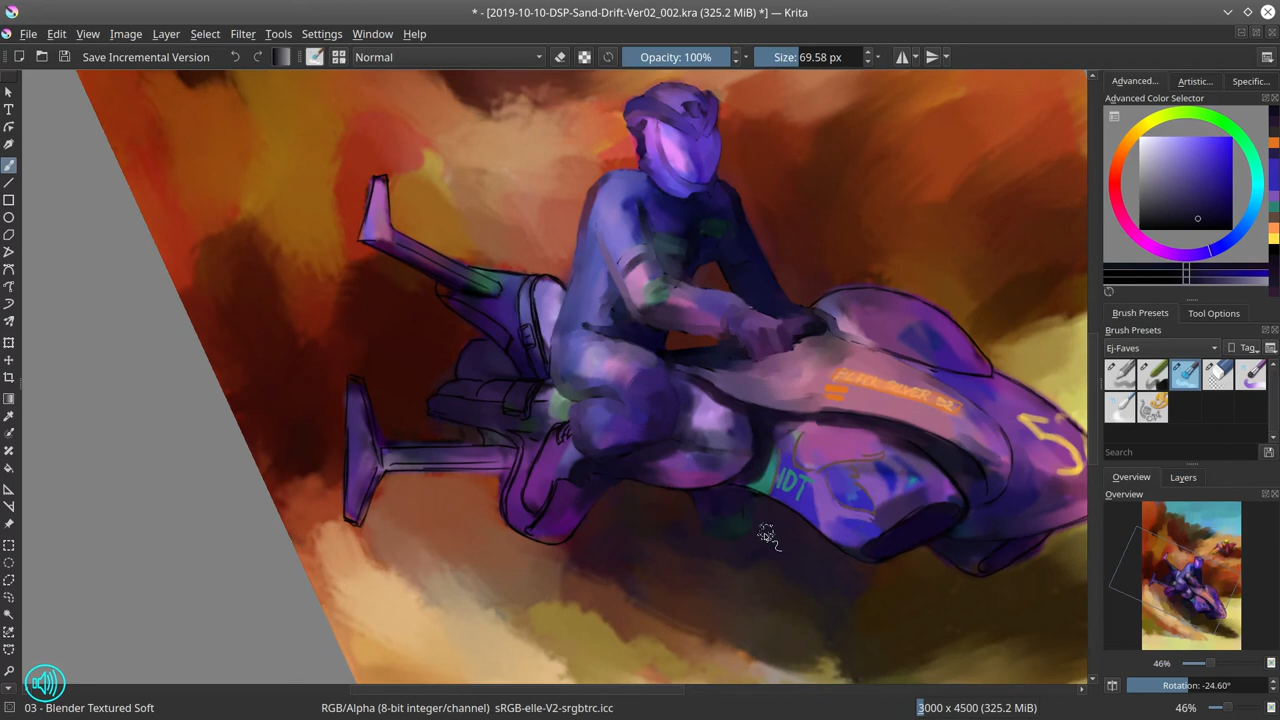 * - [2019-10-10-DSP-Sand-Drift-Ver02_002.kra (325.2 MiB) *] — Krita
File Edit View Image Layer Select Filter Tools Settings Window Help
Save Incremental Version Normal Opacity: 100% Size: 69.58 px
Advanced... Artistic... Specific...
Advanced Color Selector
Brush Presets Tool Options
Brush Presets
Ej-Faves Tag
Search
Overview Layers
Overview
46%
Rotation: -24.60°
03 - Blender Textured Soft RGB/Alpha (8-bit integer/channel) sRGB-elle-V2-srgbtrc.icc 3000 x 4500 (325.2 MiB) 46%